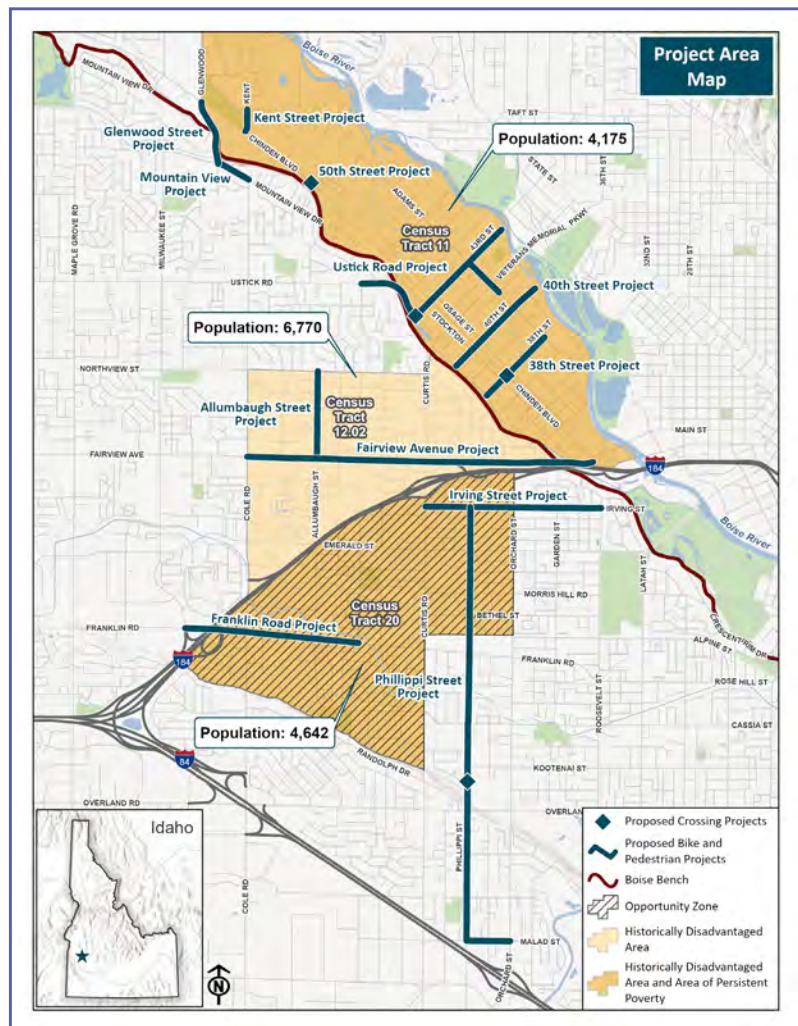 Project Area
Map
GLENWOOD
KENT
Boise River
MOUNTAIN VIEW DR
Kent Street Project
Glenwood Street
Project
TAFT ST
Population: 4,175
CHINDEN BLVD
50th Street Project
STATE ST
36TH ST
Mountain View
Project
MOUNTAIN VIEW DR
ADAMS ST
MAPLE GROVE RD
MILWAUKEE ST
Census
Tract 11
43RD ST
VETERANS MEMORIAL PKWY
32ND ST
28TH ST
Ustick Road Project
USTICK RD
40th Street Project
OSAGE ST
STOCKTON
40TH ST
Population: 6,770
38TH ST
38th Street Project
NORTHVIEW ST
CURTIS RD
CHINDEN BLVD
Allumbaugh Street
Project
Census
Tract
12.02
MAIN ST
Fairview Avenue Project
FAIRVIEW AVE
184
COLE RD
ALLUMBAUGH ST
Irving Street Project
IRVING ST
Boise River
ORCHARD ST
GARDEN ST
EMERALD ST
LATAH ST
MORRIS HILL RD
Census
Tract 20
CURTIS RD
BETHEL ST
CRESCENT RIM DR
Franklin Road Project
FRANKLIN RD
ALPINE ST
FRANKLIN RD
184
Phillippi Street
Project
ROSE HILL ST
ROOSEVELT ST
Population: 4,642
CASSIA ST
84
RANDOLPH DR
KOOTENAI ST
OVERLAND RD
OVERLAND
PHILLIPPI ST
COLE RD
MALAD ST
ORCHARD ST
Idaho
N
Proposed Crossing Projects
Proposed Bike and
Pedestrian Projects
Boise Bench
Opportunity Zone
Historically Disadvantaged
Area
Historically Disadvantaged
Area and Area of Persistent
Poverty